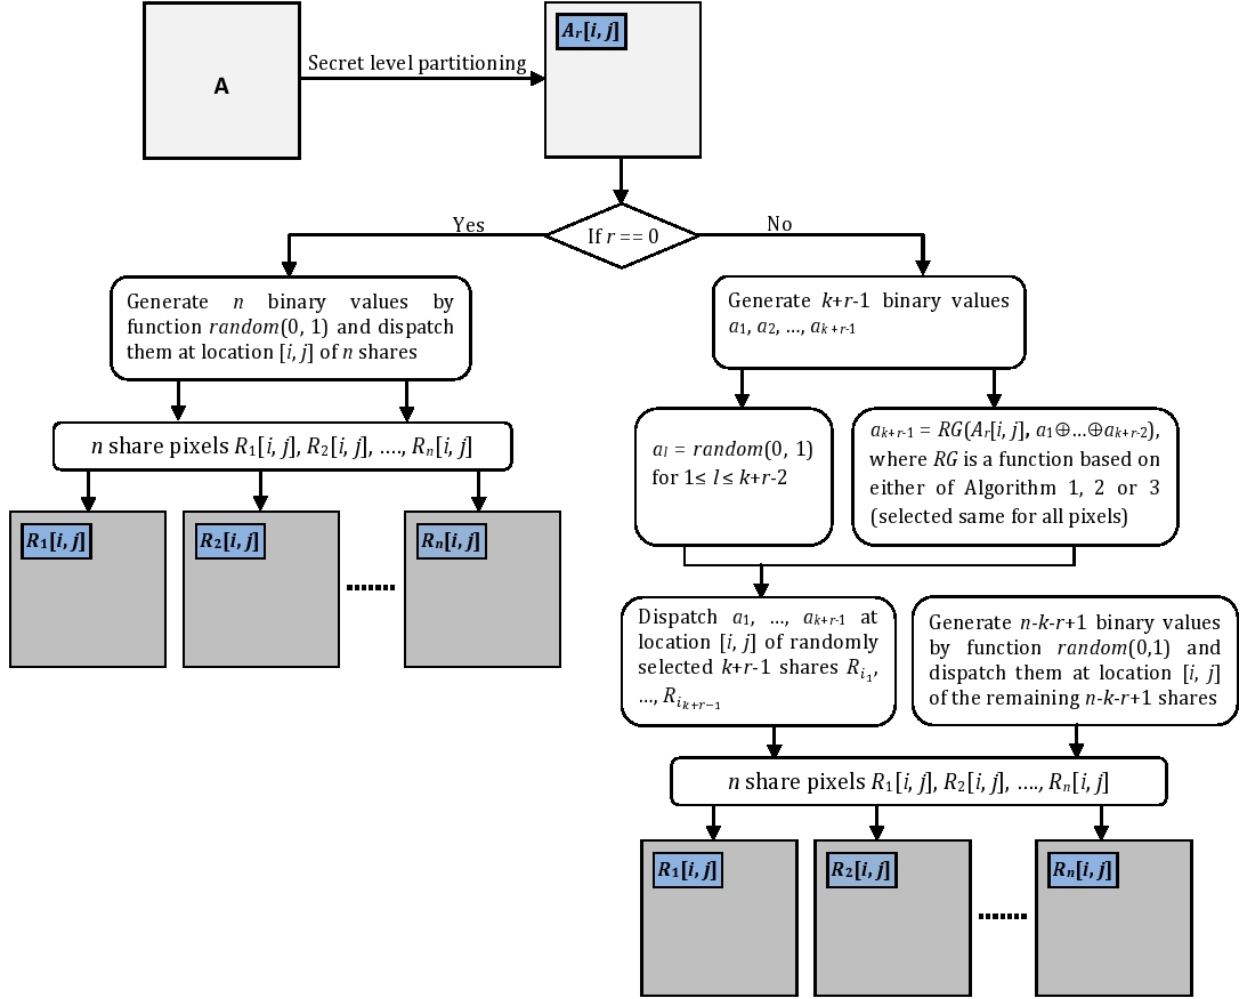 A
Secret level partitioning
Aᵣ[i, j]
If r == 0
Yes
No
Generate n binary values by
function random(0, 1) and dispatch
them at location [i, j] of n shares
n share pixels R₁[i, j], R₂[i, j], ...., Rₙ[i, j]
R₁[i, j]
R₂[i, j]
.......
Rₙ[i, j]
Generate k+r-1 binary values
a₁, a₂, ..., aₖ₊ᵣ₋₁
aₗ = random(0, 1)
for 1≤ l ≤ k+r-2
aₖ₊ᵣ₋₁ = RG(Aᵣ[i, j], a₁⊕...⊕aₖ₊ᵣ₋₂),
where RG is a function based on
either of Algorithm 1, 2 or 3
(selected same for all pixels)
Dispatch a₁, ..., aₖ₊ᵣ₋₁ at
location [i, j] of randomly
selected k+r-1 shares R_{i₁},
..., R_{iₖ₊ᵣ₋₁}
Generate n-k-r+1 binary values
by function random(0,1) and
dispatch them at location [i, j]
of the remaining n-k-r+1 shares
n share pixels R₁[i, j], R₂[i, j], ...., Rₙ[i, j]
R₁[i, j]
R₂[i, j]
.......
Rₙ[i, j]